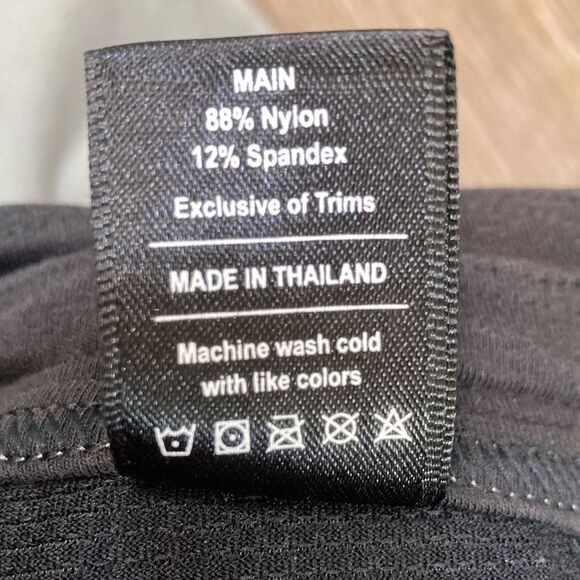 MAIN
88% Nylon
12% Spandex
Exclusive of Trims
MADE IN THAILAND
Machine wash cold
with like colors